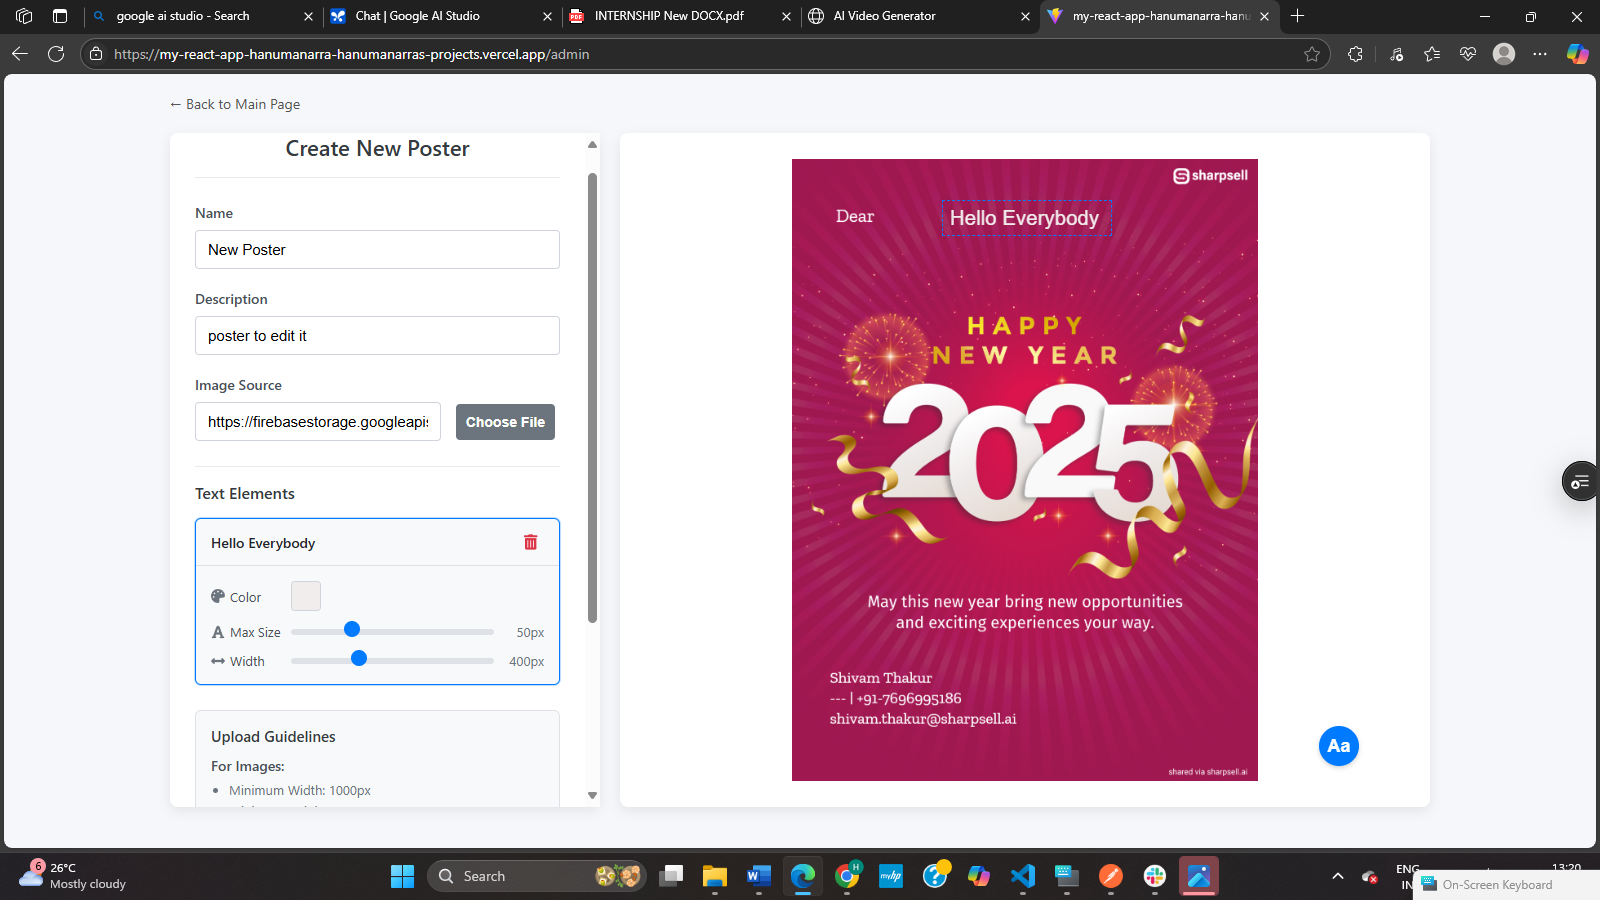 google ai studio - Search
Chat | Google AI Studio
INTERNSHIP New DOCX.pdf
AI Video Generator
my-react-app-hanumanarra-hanu
https://my-react-app-hanumanarra-hanumanarras-projects.vercel.app/admin
← Back to Main Page
Create New Poster
Name
New Poster
Description
poster to edit it
Image Source
https://firebasestorage.googleapis
Choose File
Text Elements
Hello Everybody
Color
Max Size 50px
Width 400px
Upload Guidelines
For Images:
• Minimum Width: 1000px
sharpsell
Dear Hello Everybody
HAPPY
NEW YEAR
2025
May this new year bring new opportunities
and exciting experiences your way.
Shivam Thakur
--- | +91-7696995186
shivam.thakur@sharpsell.ai
shared via sharpsell.ai
Aa
6
26°C
Mostly cloudy
Search
myhp
H
ENG
IN
13:20
On-Screen Keyboard